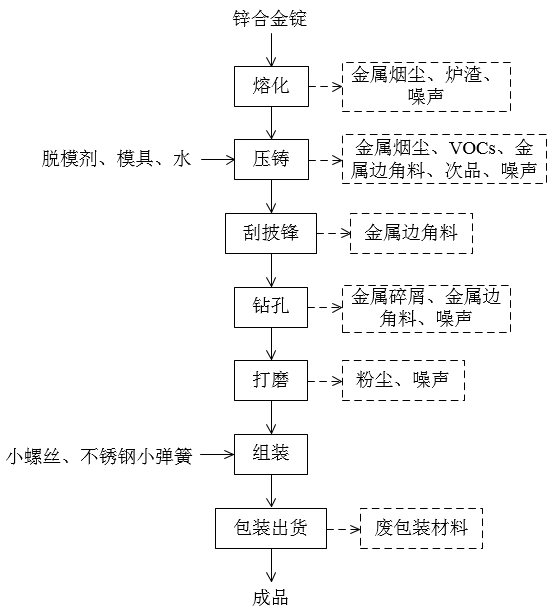 锌合金锭
熔化
金属烟尘、炉渣、
噪声
脱模剂、模具、水
压铸
金属烟尘、VOCs、金
属边角料、次品、噪声
刮披锋
金属边角料
钻孔
金属碎屑、金属边
角料、噪声
打磨
粉尘、噪声
小螺丝、不锈钢小弹簧
组装
包装出货
废包装材料
成品